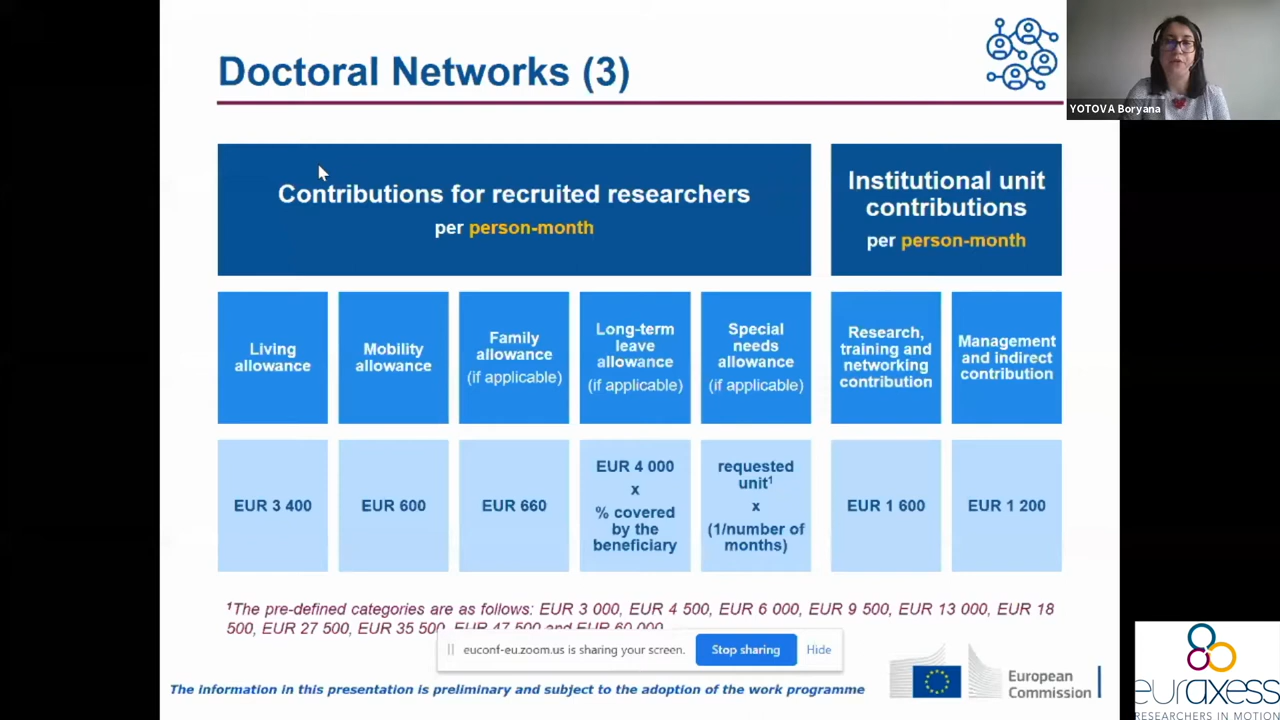 Doctoral Networks (3)
YOTOVA Boryana
Contributions for recruited researchers
per person-month
Institutional unit
contributions
per person-month
Living
allowance
Mobility
allowance
Family
allowance
(if applicable)
Long-term
leave
allowance
(if applicable)
Special
needs
allowance
(if applicable)
Research,
training and
networking
contribution
Management
and indirect
contribution
EUR 3 400
EUR 600
EUR 660
EUR 4 000
x
% covered
by the
beneficiary
requested
unit¹
x
(1/number of
months)
EUR 1 600
EUR 1 200
¹The pre-defined categories are as follows: EUR 3 000, EUR 4 500, EUR 6 000, EUR 9 500, EUR 13 000, EUR 18
500, EUR 27 500, EUR 35 500, EUR 47 500 and EUR 60 000
euconf-eu.zoom.us is sharing your screen.
Stop sharing
Hide
The information in this presentation is preliminary and subject to the adoption of the work programme
European
Commission
euraxess
RESEARCHERS IN MOTION